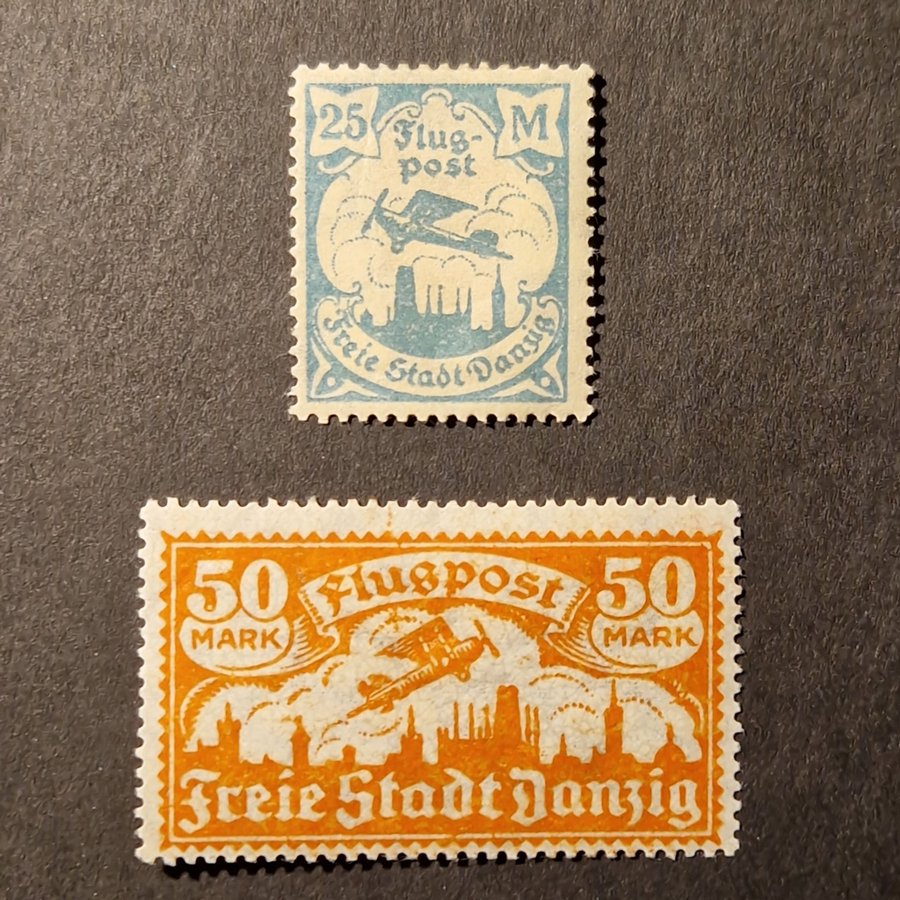 25 M
Flug-
post
Freie Stadt Danzig
50 Flugpost 50
MARK MARK
Freie Stadt Danzig